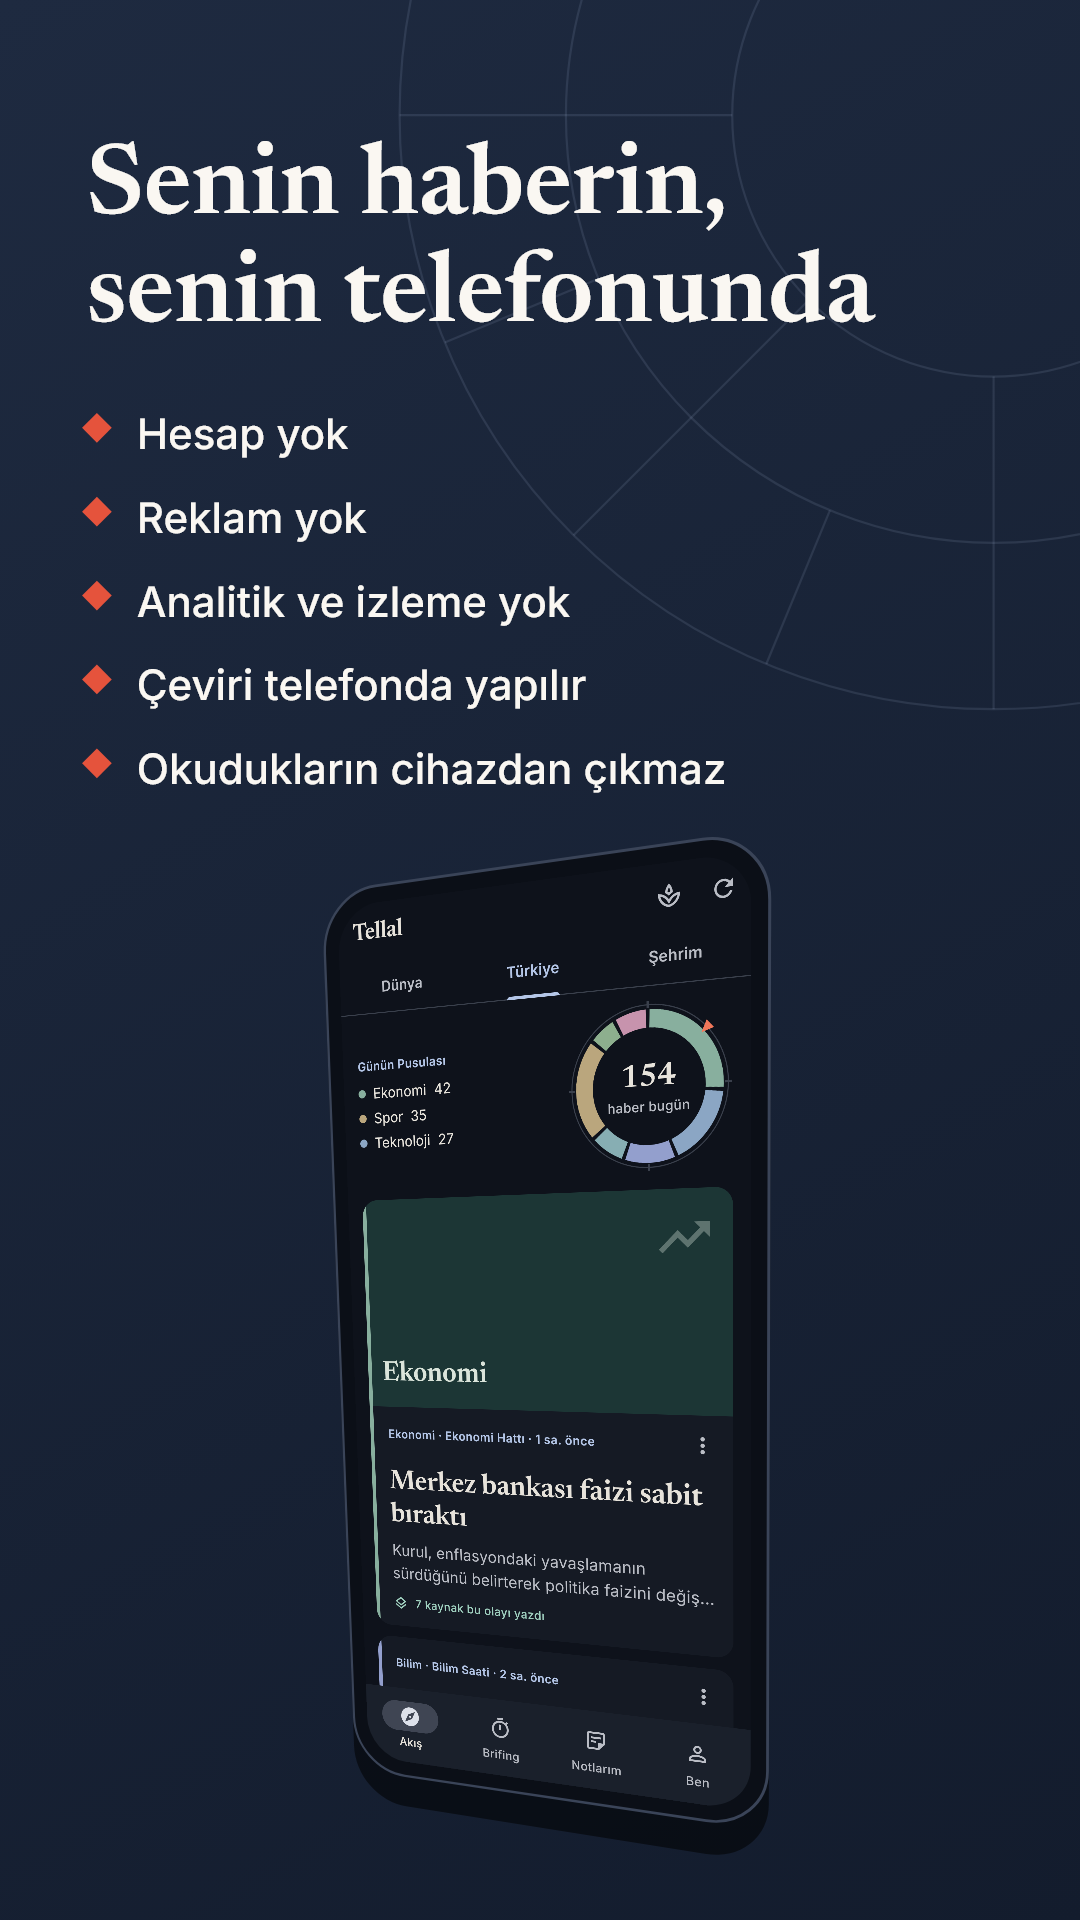 Senin haberin,
senin telefonunda
Hesap yok
Reklam yok
Analitik ve izleme yok
Çeviri telefonda yapılır
Okudukların cihazdan çıkmaz
Tellal
Dünya
Türkiye
Şehrim
Günün Pusulası
Ekonomi 42
Spor 35
Teknoloji 27
154
haber bugün
Ekonomi
Ekonomi · Ekonomi Hattı · 1 sa. önce
Merkez bankası faizi sabit
bıraktı
Kurul, enflasyondaki yavaşlamanın
sürdüğünü belirterek politika faizini değiş...
7 kaynak bu olayı yazdı
Bilim · Bilim Saati · 2 sa. önce
Akış
Brifing
Notlarım
Ben